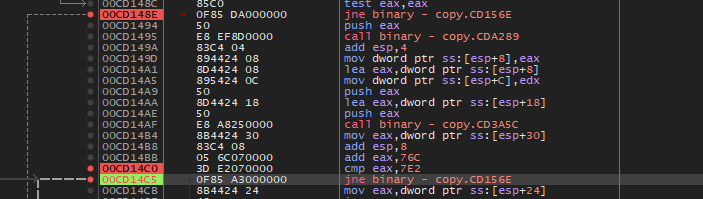 00CD148C 85C0 test eax,eax
00CD148E 0F85 DA000000 jne binary - copy.CD156E
00CD1494 50 push eax
00CD1495 E8 EF8D0000 call binary - copy.CDA289
00CD149A 83C4 04 add esp,4
00CD149D 894424 08 mov dword ptr ss:[esp+8],eax
00CD14A1 8D4424 08 lea eax,dword ptr ss:[esp+8]
00CD14A5 895424 0C mov dword ptr ss:[esp+C],edx
00CD14A9 50 push eax
00CD14AA 8D4424 18 lea eax,dword ptr ss:[esp+18]
00CD14AE 50 push eax
00CD14AF E8 A8250000 call binary - copy.CD3A5C
00CD14B4 8B4424 30 mov eax,dword ptr ss:[esp+30]
00CD14B8 83C4 08 add esp,8
00CD14BB 05 6C070000 add eax,76C
00CD14C0 3D E2070000 cmp eax,7E2
00CD14C5 0F85 A3000000 jne binary - copy.CD156E
00CD14CB 8B4424 24 mov eax,dword ptr ss:[esp+24]